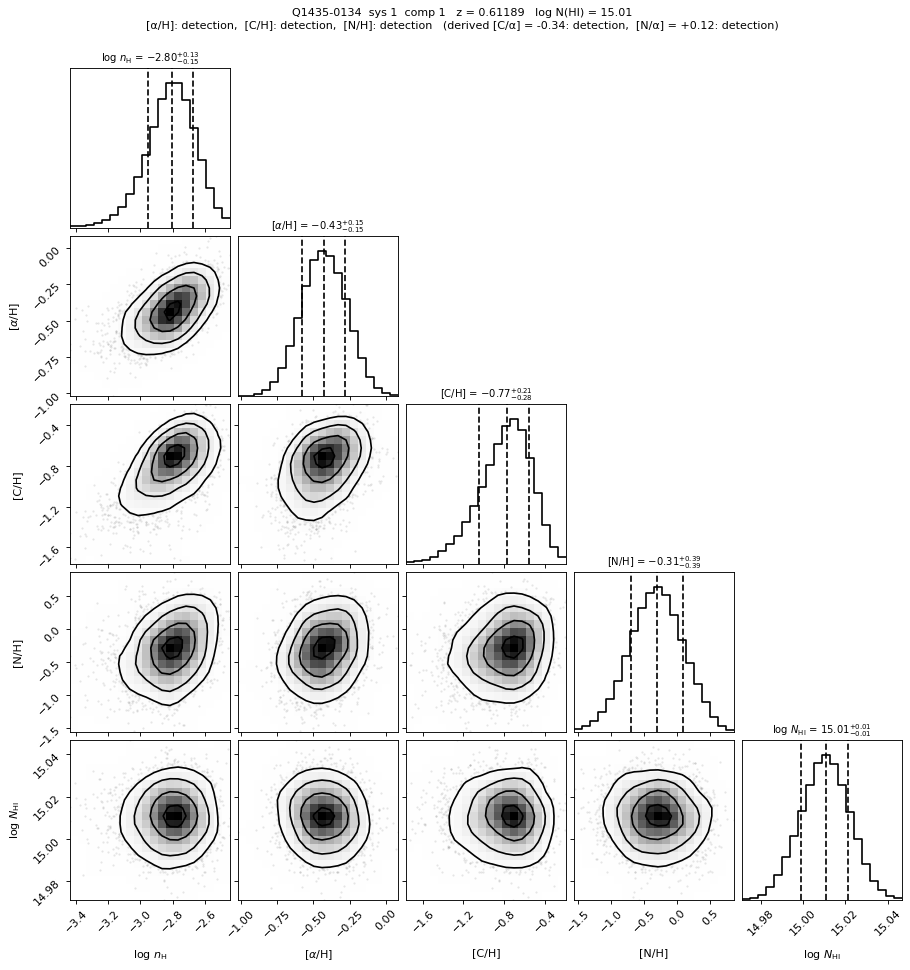 Q1435-0134  sys 1  comp 1   z = 0.61189   log N(HI) = 15.01
[α/H]: detection,  [C/H]: detection,  [N/H]: detection   (derived [C/α] = -0.34: detection,  [N/α] = +0.12: detection)
log n_H = −2.80^{+0.13}_{−0.15}
[α/H] = −0.43^{+0.15}_{−0.15}
[α/H]
0.00
−0.25
−0.50
−0.75
−1.00
[C/H] = −0.77^{+0.21}_{−0.28}
[C/H]
−0.4
−0.8
−1.2
−1.6
[N/H] = −0.31^{+0.39}_{−0.39}
[N/H]
0.5
0.0
−0.5
−1.0
−1.5
log N_HI = 15.01^{+0.01}_{−0.01}
log N_HI
15.04
15.02
15.00
14.98
−3.4 −3.2 −3.0 −2.8 −2.6
−1.00 −0.75 −0.50 −0.25 0.00
−1.6 −1.2 −0.8 −0.4
−1.5 −1.0 −0.5 0.0 0.5
14.98 15.00 15.02 15.04
log n_H
[α/H]
[C/H]
[N/H]
log N_HI